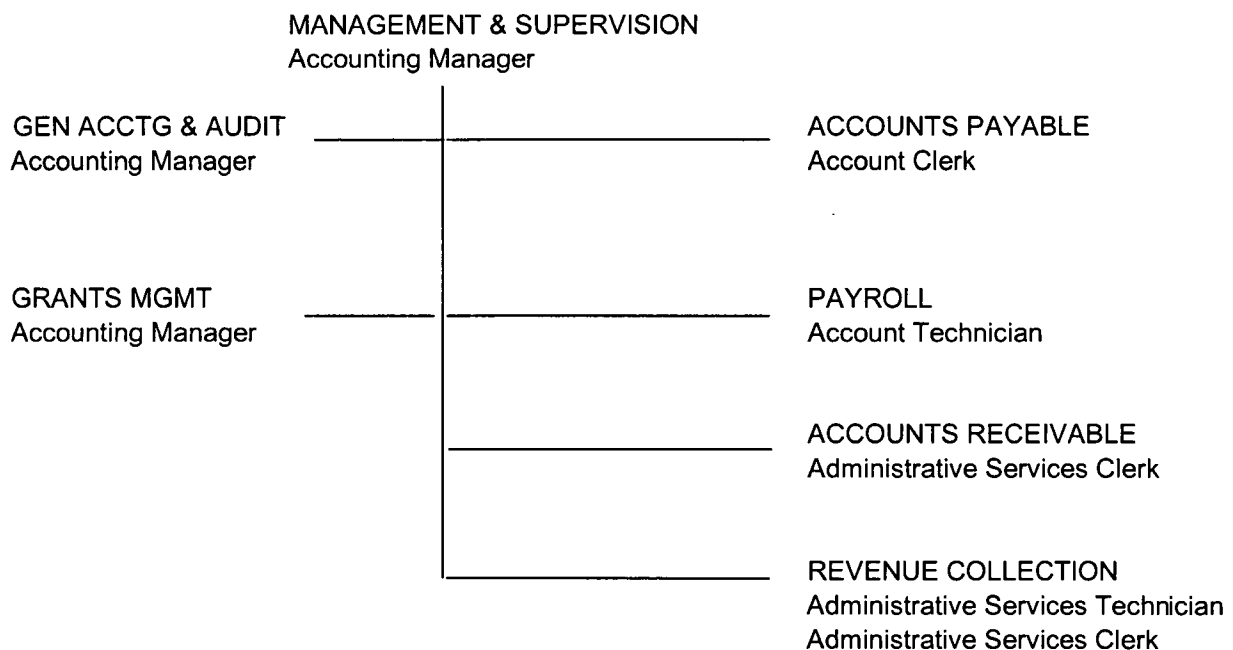 MANAGEMENT & SUPERVISION
Accounting Manager
GEN ACCTG & AUDIT
Accounting Manager
ACCOUNTS PAYABLE
Account Clerk
GRANTS MGMT
Accounting Manager
PAYROLL
Account Technician
ACCOUNTS RECEIVABLE
Administrative Services Clerk
REVENUE COLLECTION
Administrative Services Technician
Administrative Services Clerk